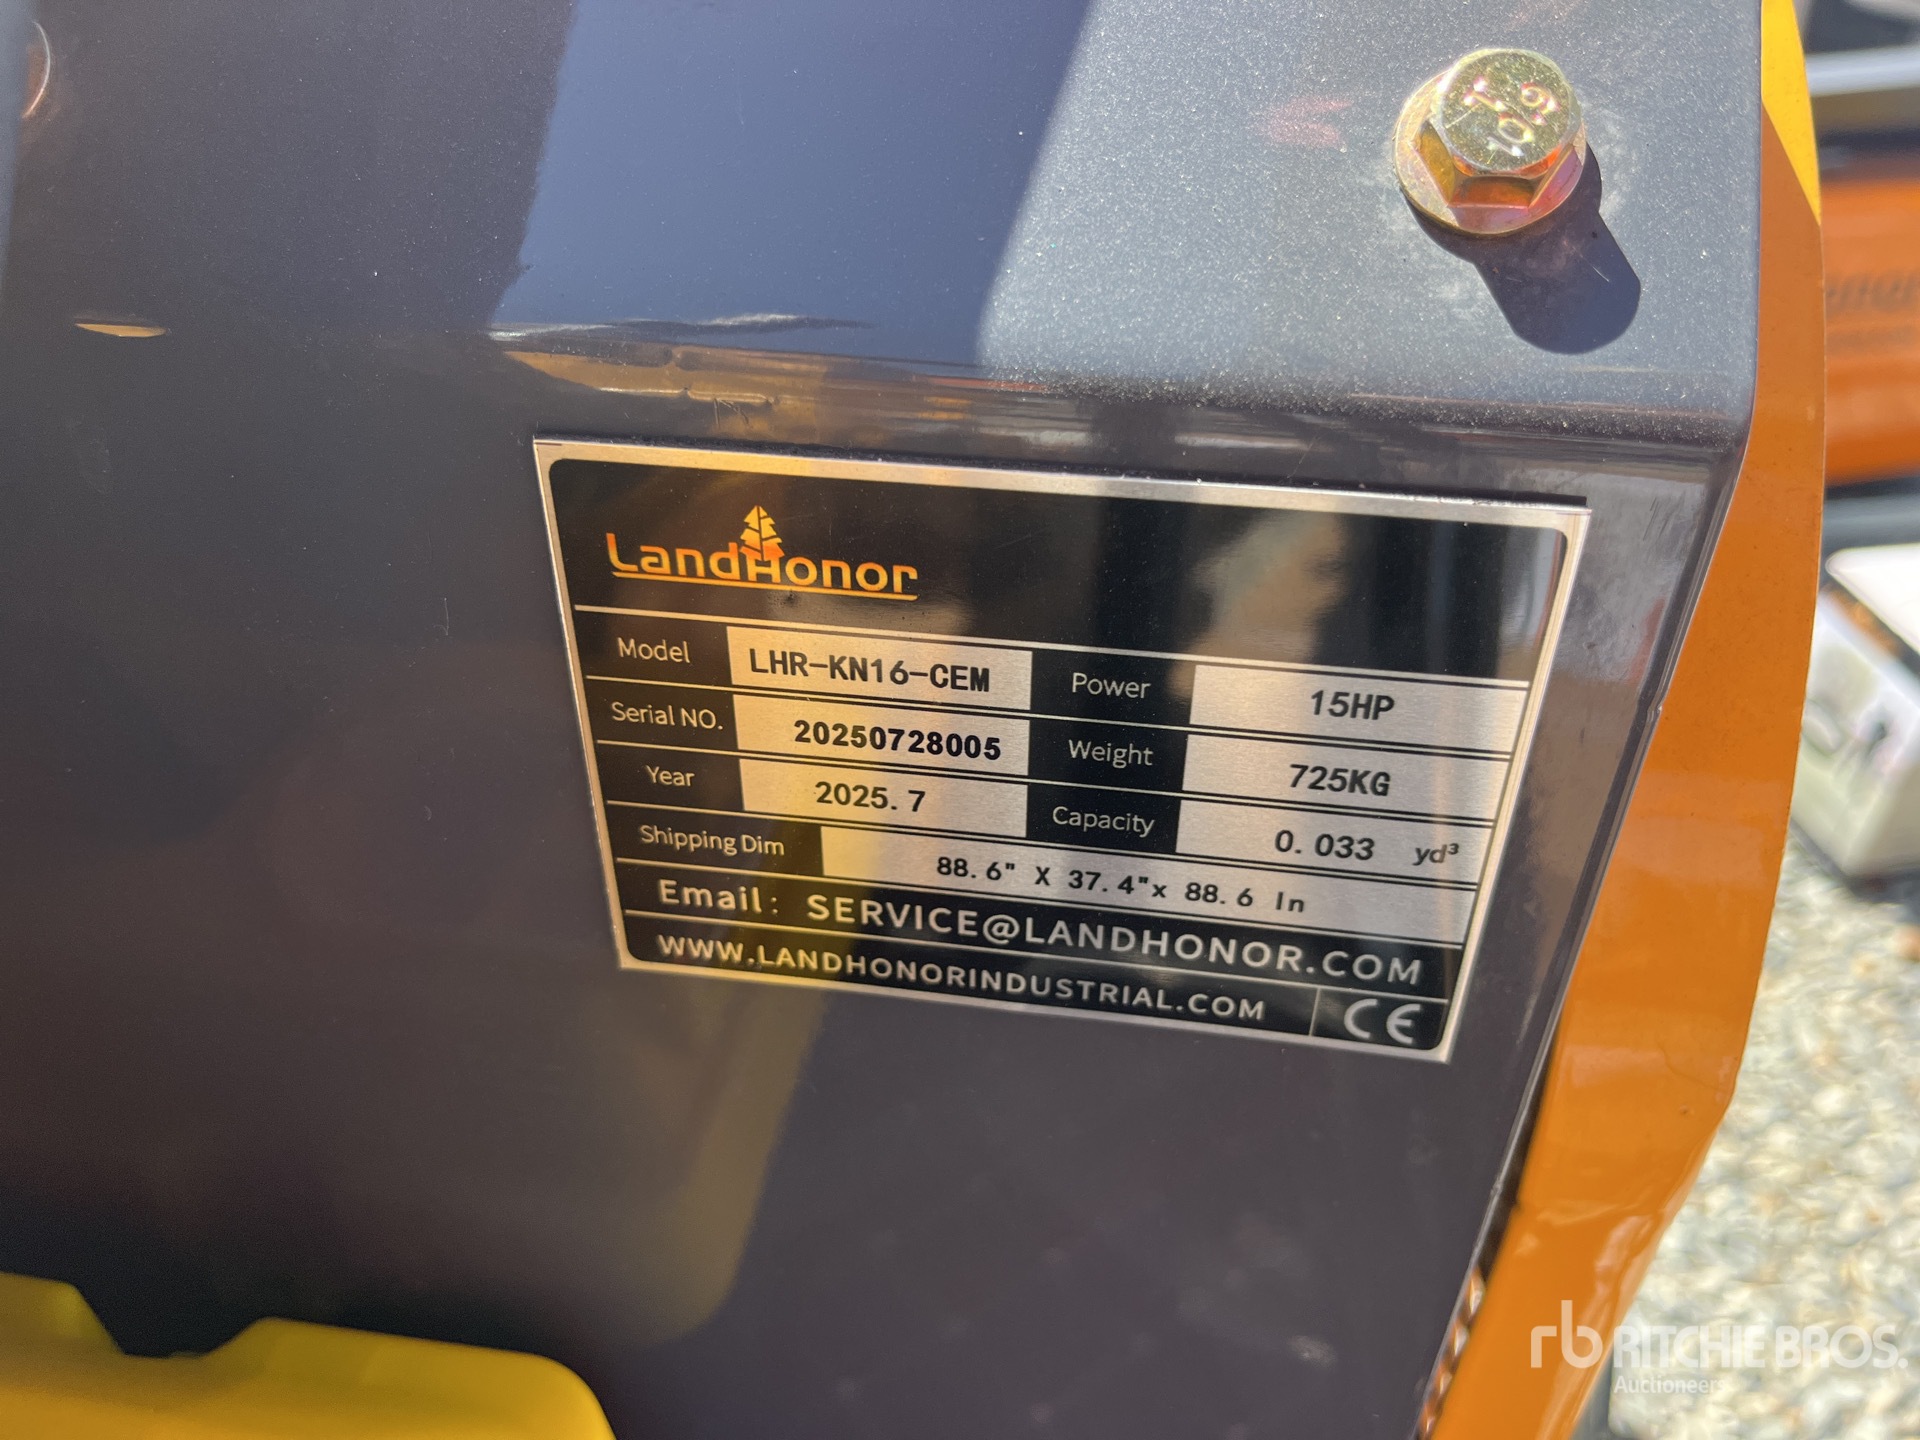 1
10.9
LandHonor
Model LHR-KN16-CEM Power 15HP
Serial NO. 20250728005 Weight 725KG
Year 2025.7 Capacity 0.033 yd³
Shipping Dim 88.6" X 37.4"x 88.6 In
Email: SERVICE@LANDHONOR.COM
WWW.LANDHONORINDUSTRIAL.COM CE
rb RITCHIE BROS.
Auctioneers